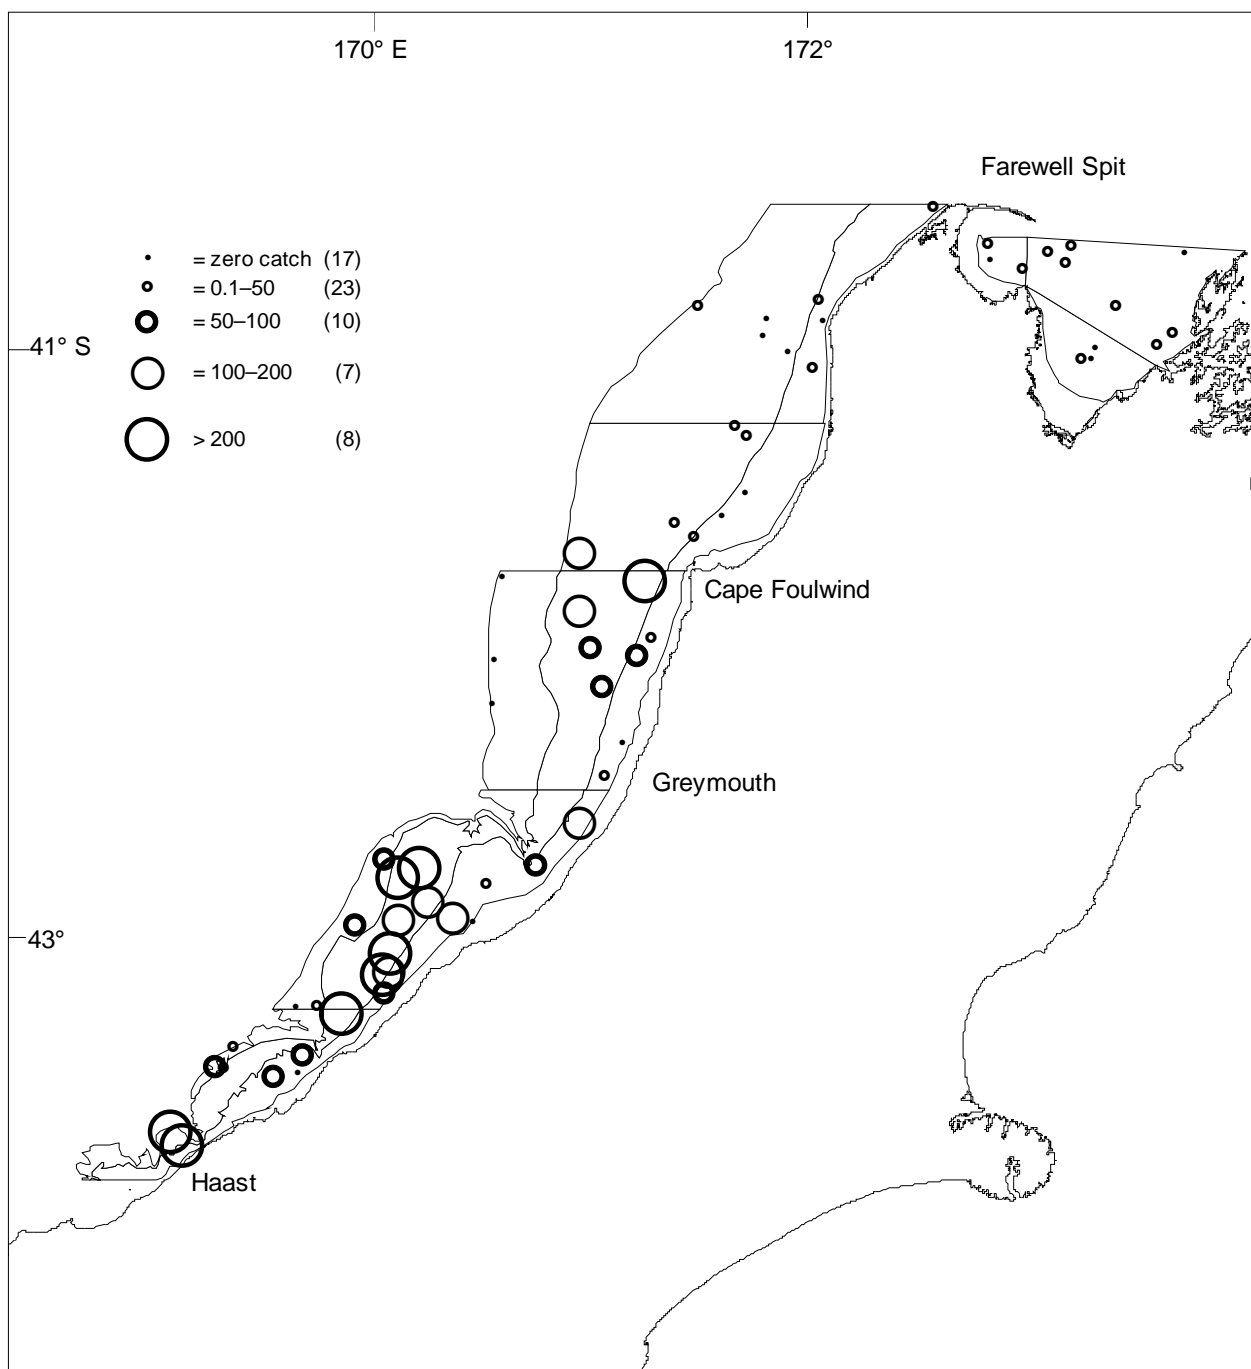 170° E 172°
Farewell Spit
= zero catch (17)
= 0.1–50 (23)
= 50–100 (10)
41° S
= 100–200 (7)
> 200 (8)
Cape Foulwind
Greymouth
43°
Haast